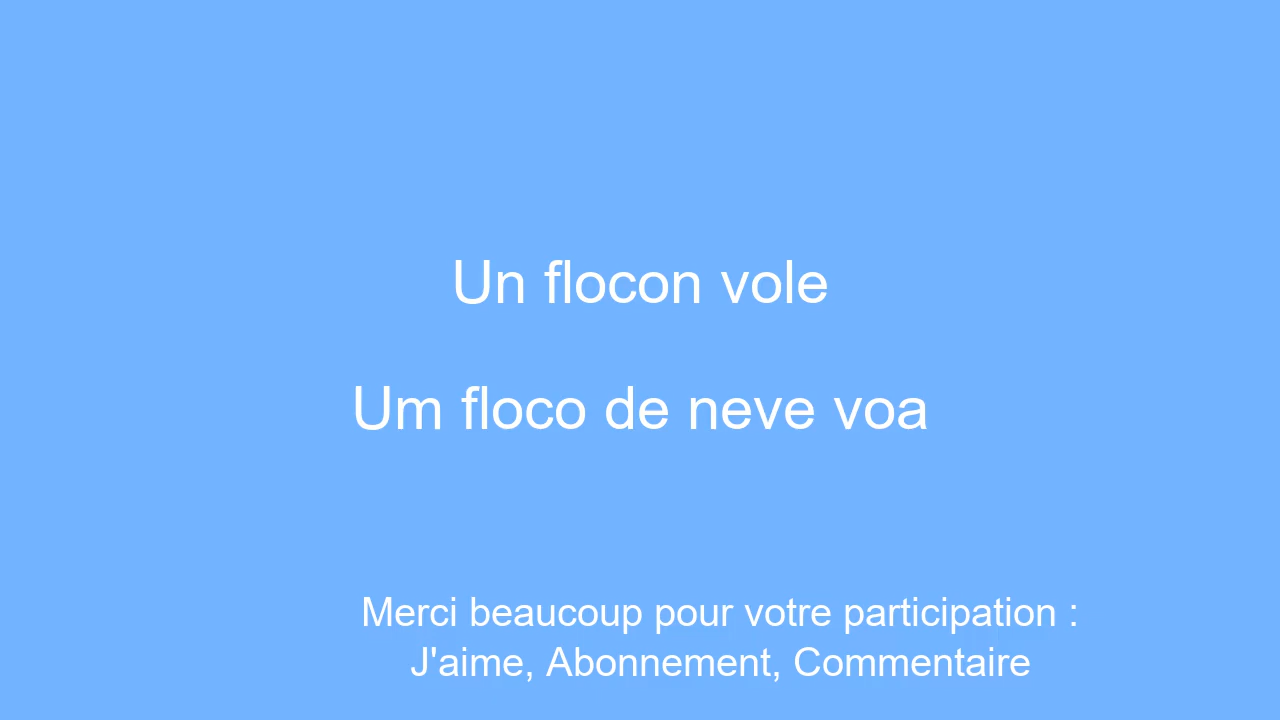 Un flocon vole
Um floco de neve voa
Merci beaucoup pour votre participation :
J'aime, Abonnement, Commentaire